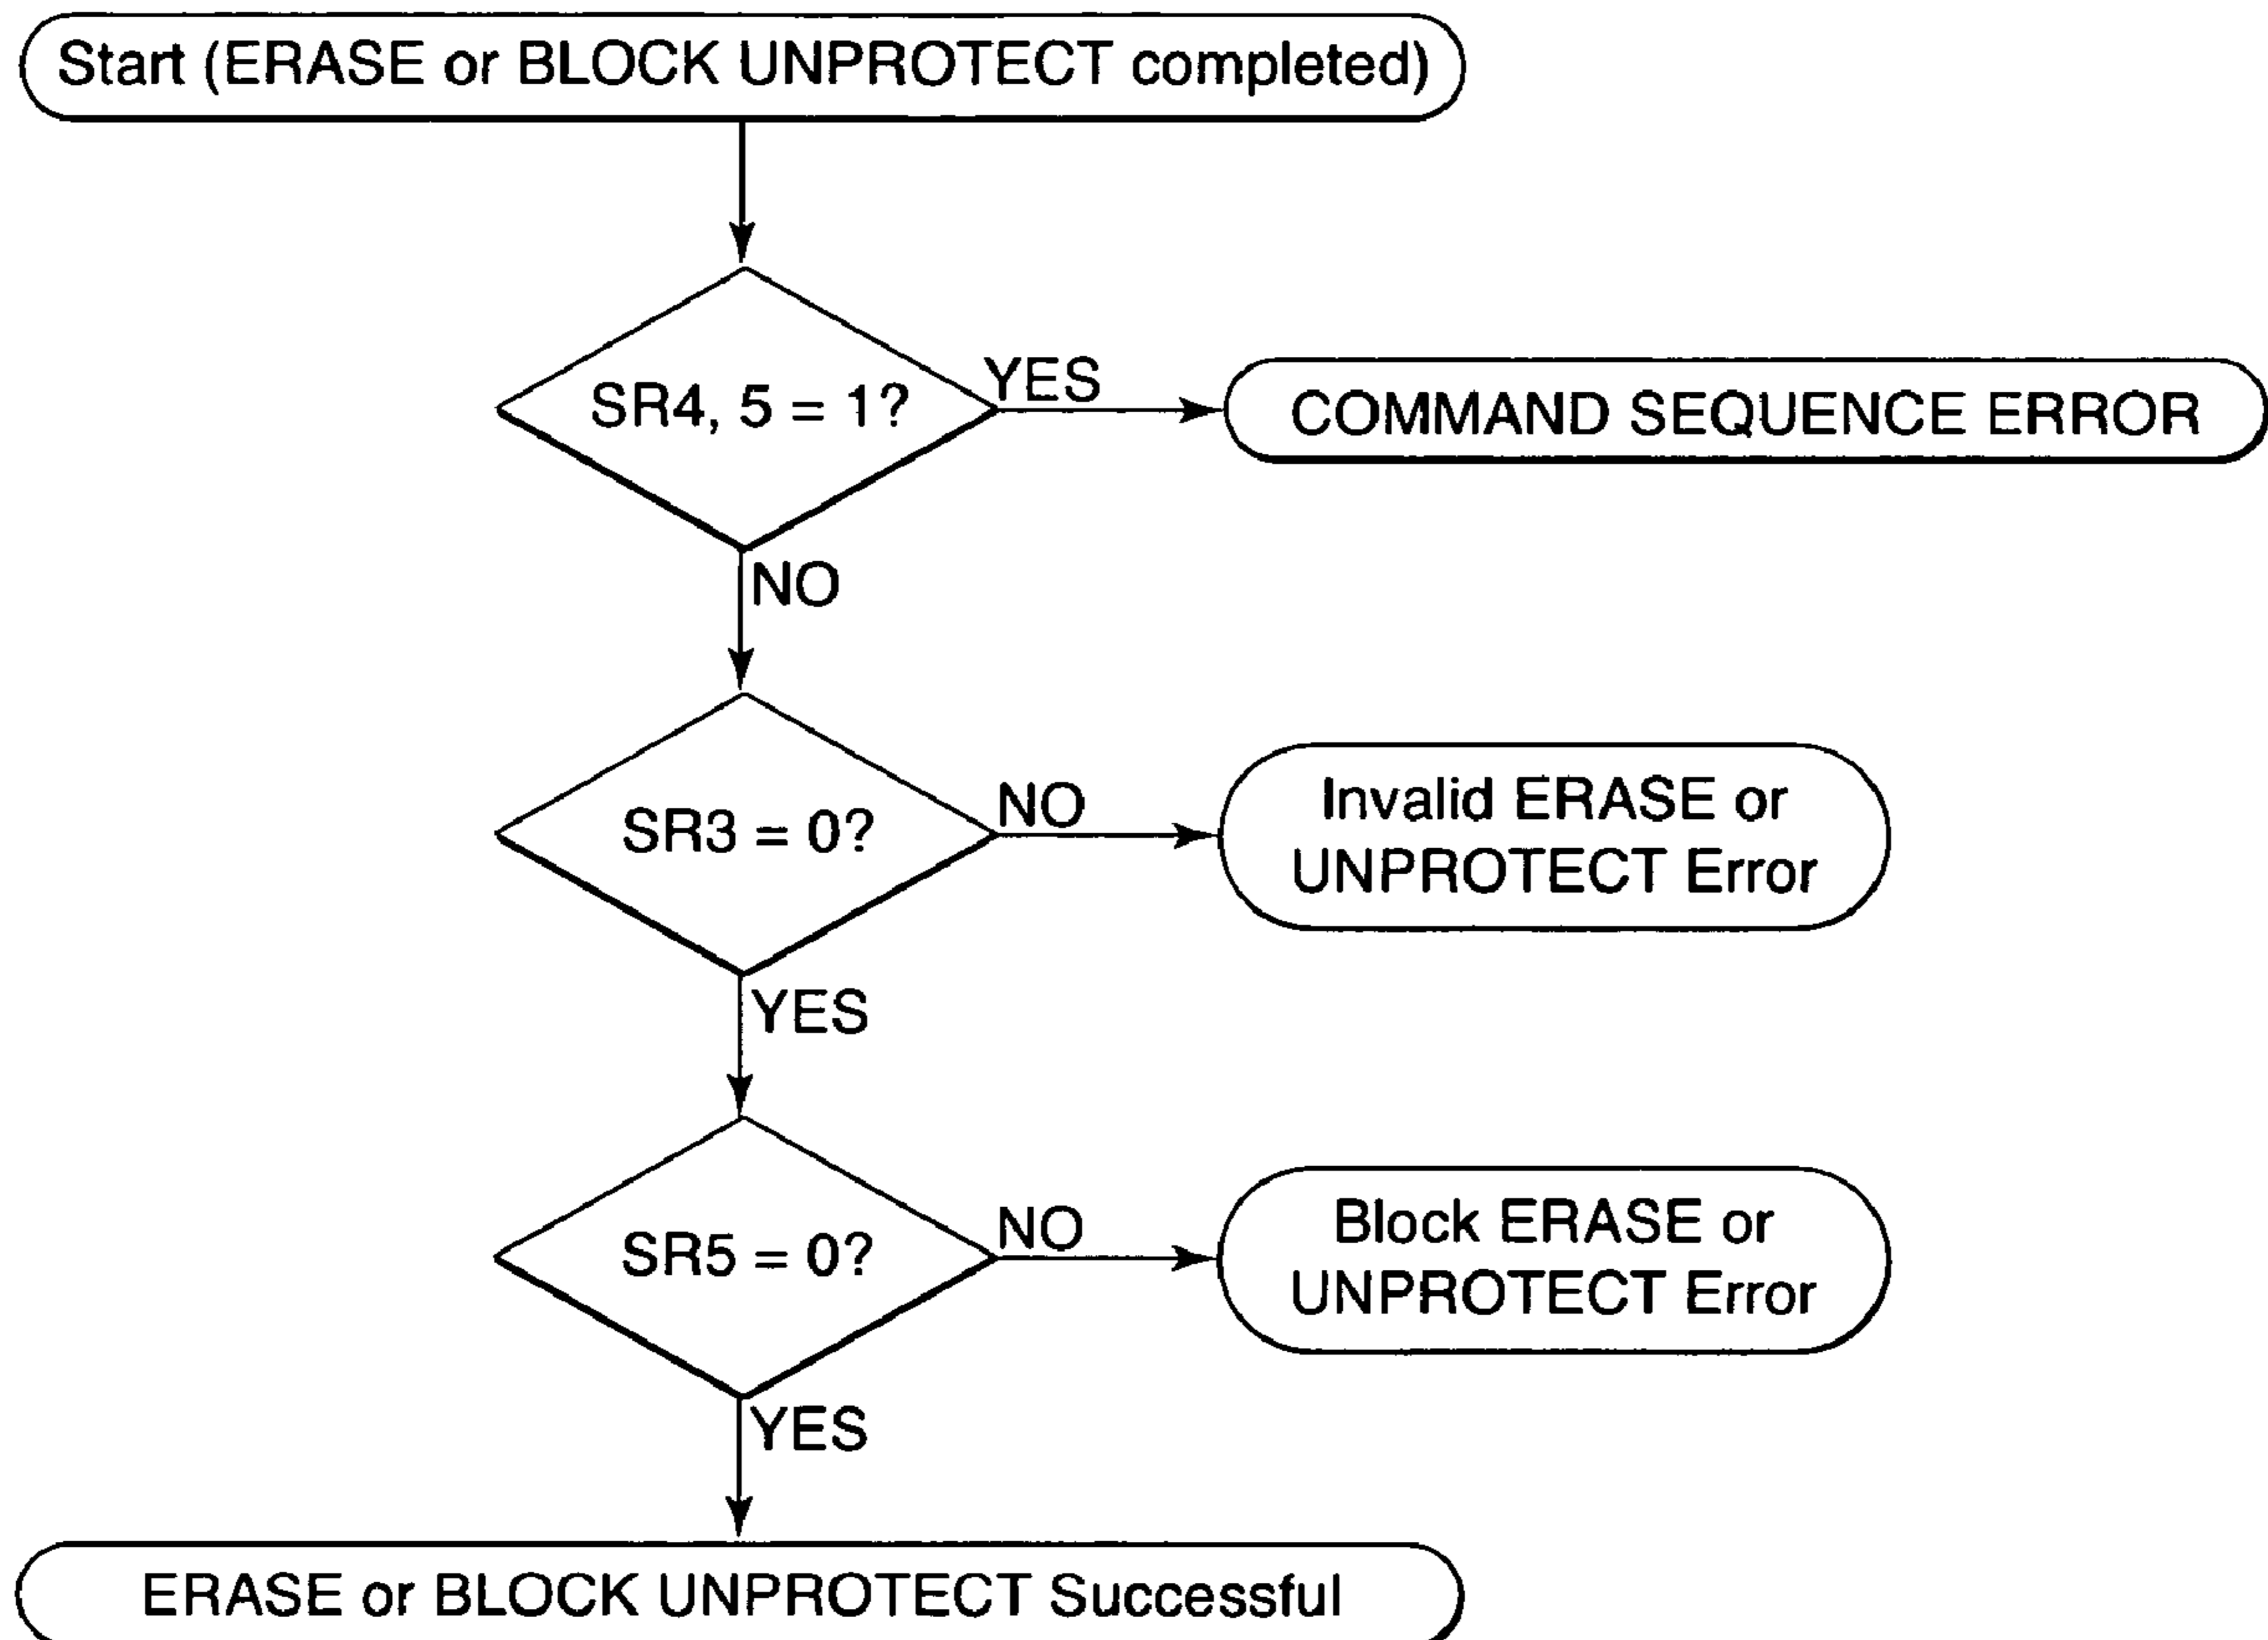 Start (ERASE or BLOCK UNPROTECT completed)
SR4, 5 = 1?
YES
COMMAND SEQUENCE ERROR
NO
SR3 = 0?
NO
Invalid ERASE or
UNPROTECT Error
YES
SR5 = 0?
NO
Block ERASE or
UNPROTECT Error
YES
ERASE or BLOCK UNPROTECT Successful